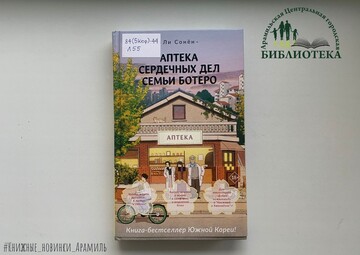 Арамильская Центральная городская
БИБЛИОТЕКА
84(5Кор)-44
Л55
Ли Сонён
АПТЕКА
СЕРДЕЧНЫХ ДЕЛ
СЕМЬИ БОТЕРО
АПТЕКА
Книга-бестселлер Южной Кореи!
#книжные_новинки_Арамиль